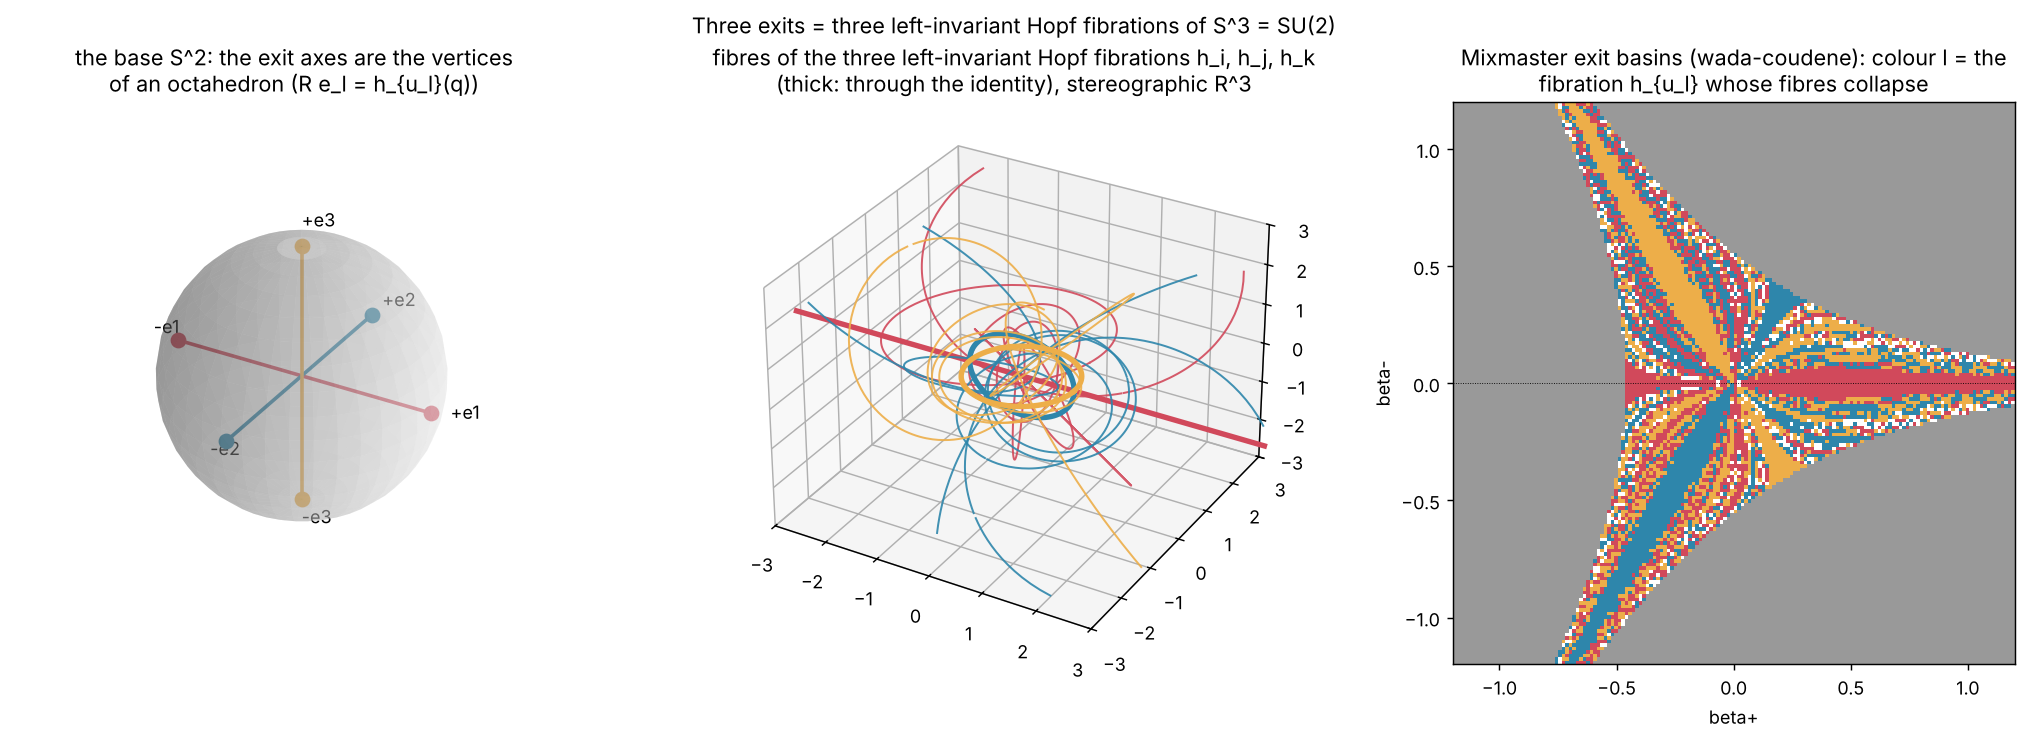 Three exits = three left-invariant Hopf fibrations of S^3 = SU(2)
the base S^2: the exit axes are the vertices
of an octahedron (R e_l = h_{u_l}(q))
+e3
+e2
-e1
+e1
-e2
-e3
fibres of the three left-invariant Hopf fibrations h_i, h_j, h_k
(thick: through the identity), stereographic R^3
3
2
1
0
−1
−2
−3
3
2
1
0
−1
−2
−3
−3
−2
−1
0
1
2
3
Mixmaster exit basins (wada-coudene): colour l = the
fibration h_{u_l} whose fibres collapse
1.0
0.5
0.0
−0.5
−1.0
beta-
−1.0
−0.5
0.0
0.5
1.0
beta+